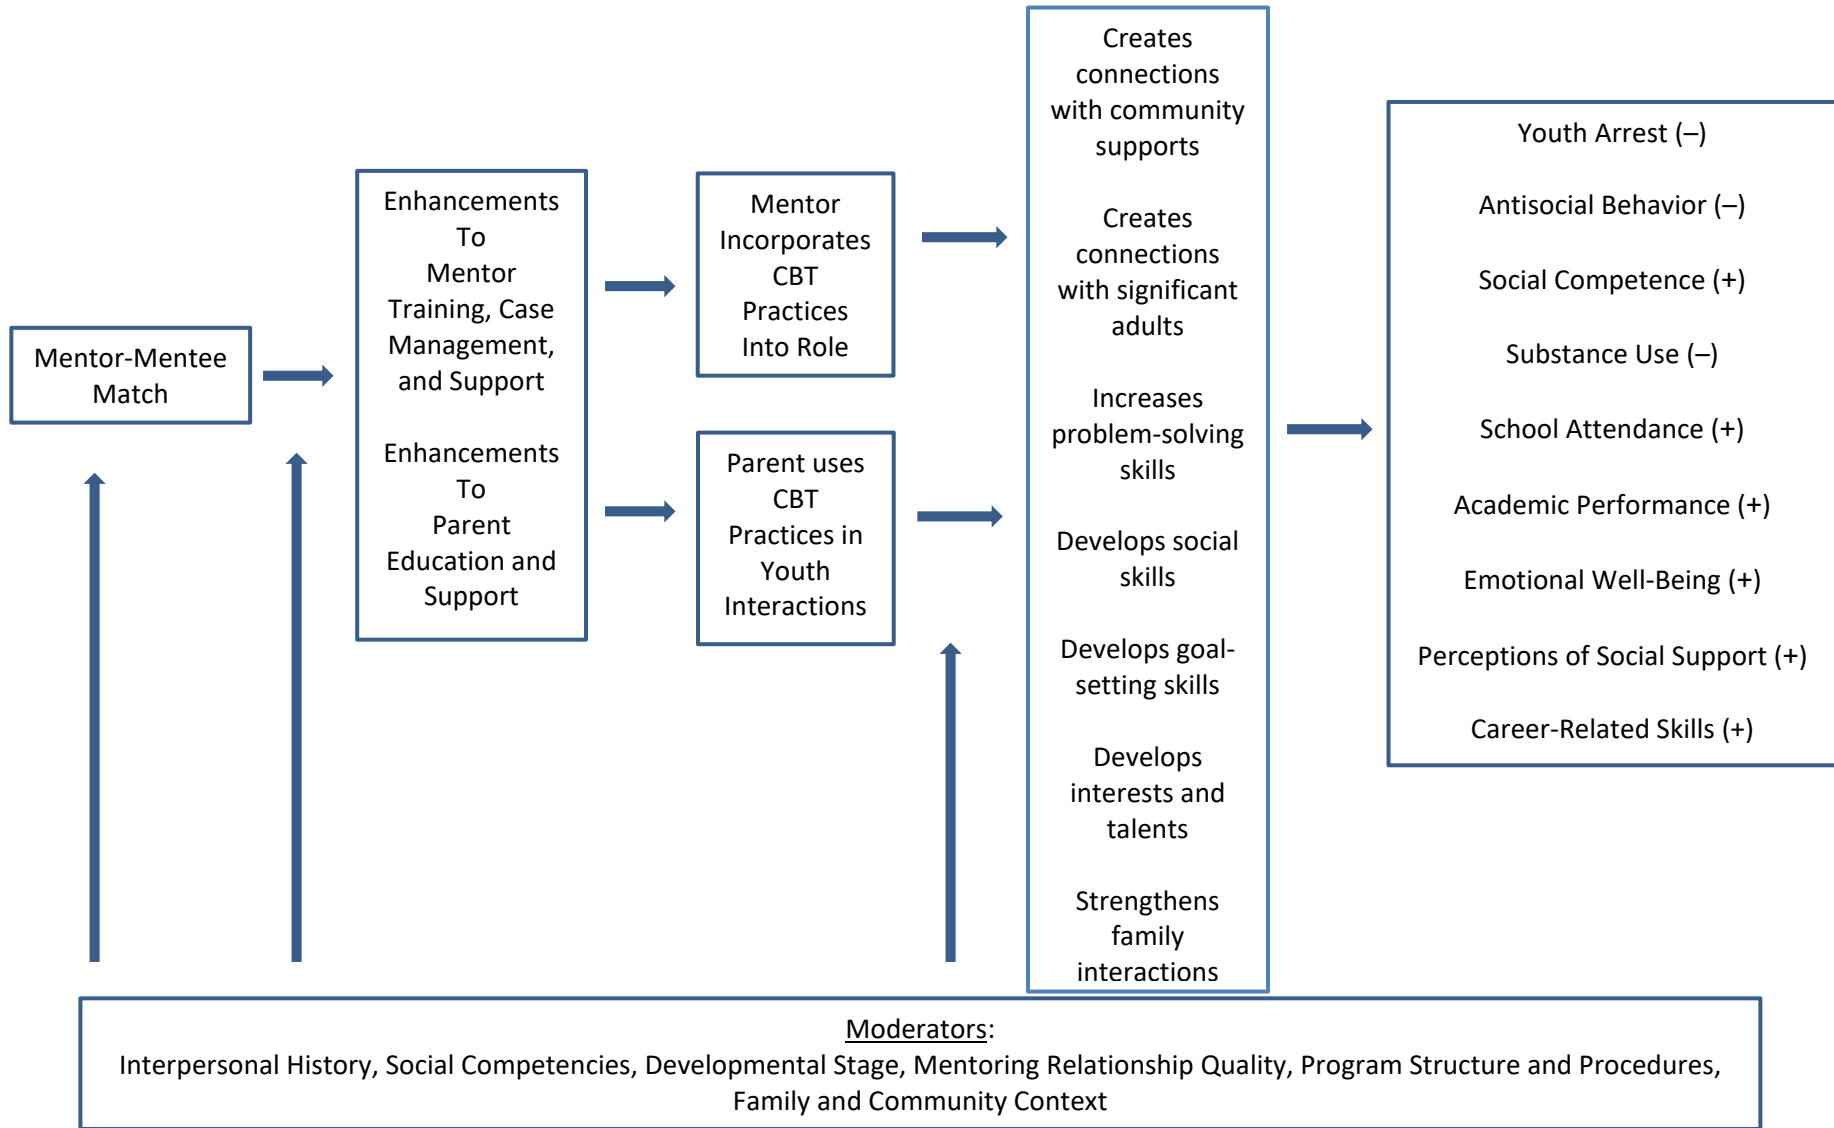 Mentor-Mentee
Match
Enhancements
To
Mentor
Training, Case
Management,
and Support
Enhancements
To
Parent
Education and
Support
Mentor
Incorporates
CBT
Practices
Into Role
Parent uses
CBT
Practices in
Youth
Interactions
Creates
connections
with community
supports
Creates
connections
with significant
adults
Increases
problem-solving
skills
Develops social
skills
Develops goal-
setting skills
Develops
interests and
talents
Strengthens
family
interactions
Youth Arrest (–)
Antisocial Behavior (–)
Social Competence (+)
Substance Use (–)
School Attendance (+)
Academic Performance (+)
Emotional Well-Being (+)
Perceptions of Social Support (+)
Career-Related Skills (+)
Moderators:
Interpersonal History, Social Competencies, Developmental Stage, Mentoring Relationship Quality, Program Structure and Procedures,
Family and Community Context